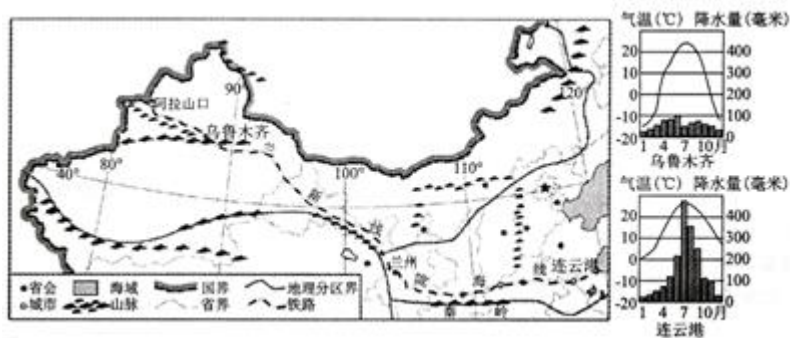 阿拉山口
90°
乌鲁木齐
120°
40°
80°
100°
110°
兰
新
线
兰州
陇
海
线
连云港
秦
岭
省会
海域
国界
地理分区界
城市
山脉
省界
铁路
气温(℃) 降水量(毫米)
20 400
10 300
0 200
-10 100
-20 0
1 4 7 10月
乌鲁木齐
气温(℃) 降水量(毫米)
20 400
10 300
0 200
-10 100
-20 0
1 4 7 10月
连云港